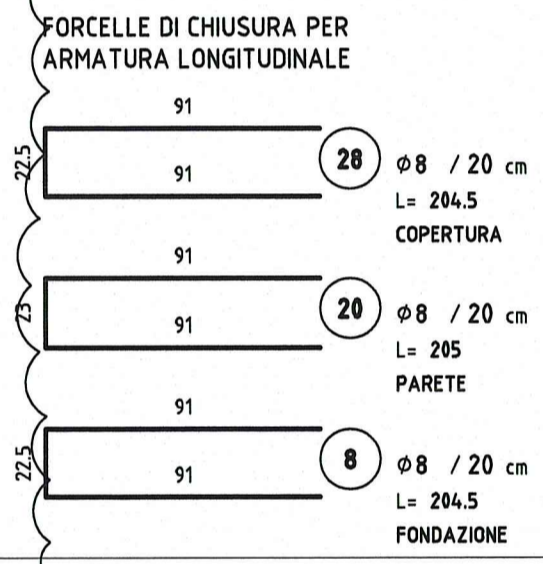 FORCELLE DI CHIUSURA PER
ARMATURA LONGITUDINALE
91
22.5
91
28
Φ8 / 20 cm
L= 204.5
COPERTURA
91
23
91
20
Φ8 / 20 cm
L= 205
PARETE
91
22.5
91
8
Φ8 / 20 cm
L= 204.5
FONDAZIONE